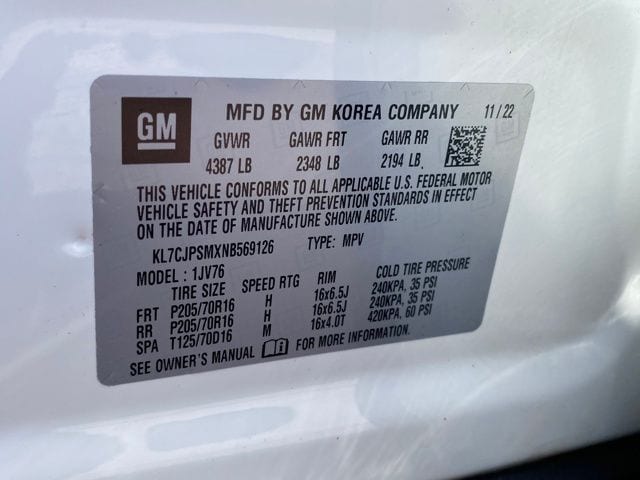 GM
MFD BY GM KOREA COMPANY 11/22
GVWR GAWR FRT GAWR RR
4387 LB 2348 LB 2194 LB
THIS VEHICLE CONFORMS TO ALL APPLICABLE U.S. FEDERAL MOTOR
VEHICLE SAFETY AND THEFT PREVENTION STANDARDS IN EFFECT
ON THE DATE OF MANUFACTURE SHOWN ABOVE.
KL7CJPSMXNB569126 TYPE: MPV
MODEL: 1JV76
TIRE SIZE SPEED RTG RIM COLD TIRE PRESSURE
FRT P205/70R16 H 16x6.5J 240KPA, 35 PSI
RR P205/70R16 H 16x6.5J 240KPA, 35 PSI
SPA T125/70D16 M 16x4.0T 420KPA, 60 PSI
SEE OWNER'S MANUAL FOR MORE INFORMATION.